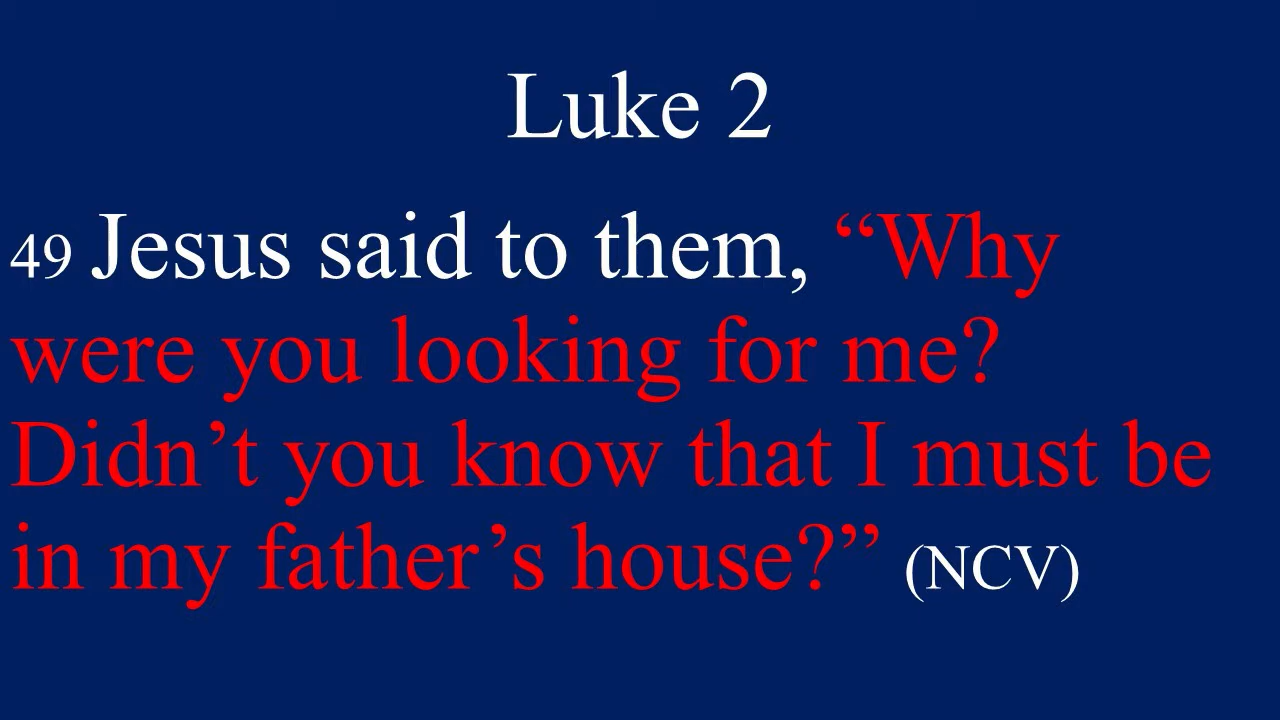 Luke 2
49 Jesus said to them, “Why
were you looking for me?
Didn’t you know that I must be
in my father’s house?” (NCV)